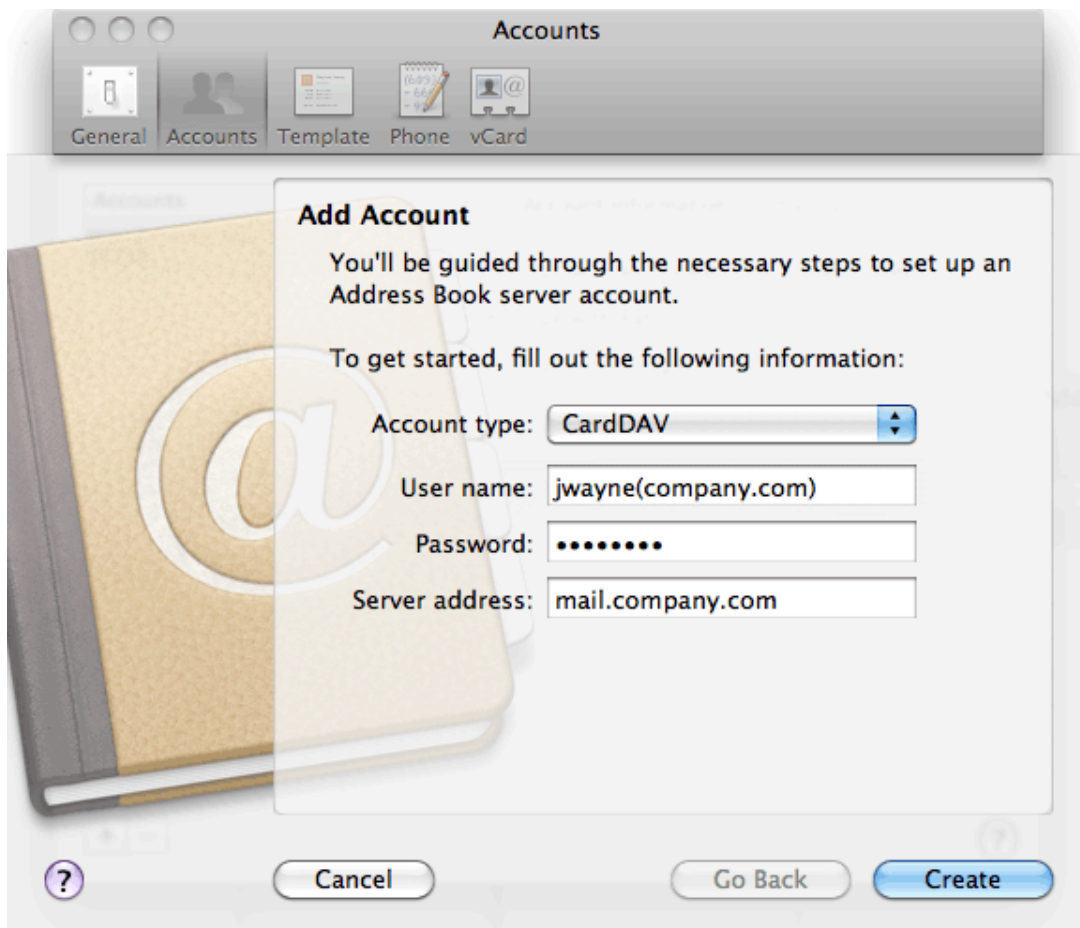 Accounts
General Accounts Template Phone vCard
Add Account
You'll be guided through the necessary steps to set up an
Address Book server account.
To get started, fill out the following information:
Account type: CardDAV
User name: jwayne(company.com)
Password: ••••••••
Server address: mail.company.com
? Cancel Go Back Create